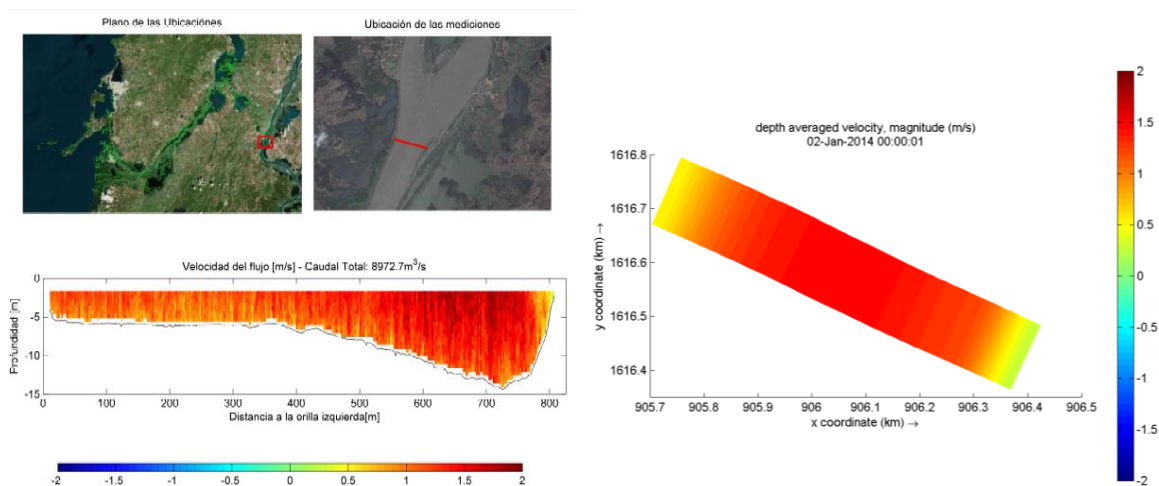 Plano de las Ubicaciónes
Ubicación de las mediciones
Velocidad del flujo [m/s] - Caudal Total: 8972.7m³/s
0
-5
-10
-15
Profundidad [m]
0 100 200 300 400 500 600 700 800
Distancia a la orilla izquierda[m]
-2 -1.5 -1 -0.5 0 0.5 1 1.5 2
depth averaged velocity, magnitude (m/s)
02-Jan-2014 00:00:01
1616.8
1616.7
1616.6
1616.5
1616.4
y coordinate (km) →
905.7 905.8 905.9 906 906.1 906.2 906.3 906.4 906.5
x coordinate (km) →
2
1.5
1
0.5
0
-0.5
-1
-1.5
-2